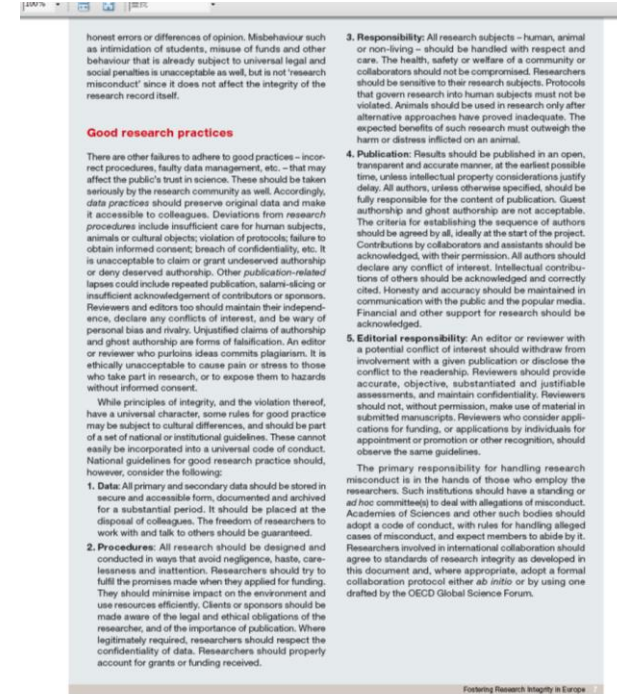 100%
honest errors or differences of opinion. Misbehaviour such
as intimidation of students, misuse of funds and other
behaviour that is already subject to universal legal and
social penalties is unacceptable as well, but is not ‘research
misconduct’ since it does not affect the integrity of the
research record itself.
Good research practices
There are other failures to adhere to good practices – incor-
rect procedures, faulty data management, etc. – that may
affect the public’s trust in science. These should be taken
seriously by the research community as well. Accordingly,
data practices should preserve original data and make
it accessible to colleagues. Deviations from research
procedures include insufficient care for human subjects,
animals or cultural objects; violation of protocols; failure to
obtain informed consent; breach of confidentiality, etc. It
is unacceptable to claim or grant undeserved authorship
or deny deserved authorship. Other publication-related
lapses could include repeated publication, salami-slicing or
insufficient acknowledgement of contributors or sponsors.
Reviewers and editors too should maintain their independ-
ence, declare any conflicts of interest, and be wary of
personal bias and rivalry. Unjustified claims of authorship
and ghost authorship are forms of falsification. An editor
or reviewer who purloins ideas commits plagiarism. It is
ethically unacceptable to cause pain or stress to those
who take part in research, or to expose them to hazards
without informed consent.
While principles of integrity, and the violation thereof,
have a universal character, some rules for good practice
may be subject to cultural differences, and should be part
of a set of national or institutional guidelines. These cannot
easily be incorporated into a universal code of conduct.
National guidelines for good research practice should,
however, consider the following:
1. Data: All primary and secondary data should be stored in
secure and accessible form, documented and archived
for a substantial period. It should be placed at the
disposal of colleagues. The freedom of researchers to
work with and talk to others should be guaranteed.
2. Procedures: All research should be designed and
conducted in ways that avoid negligence, haste, care-
lessness and inattention. Researchers should try to
fulfil the promises made when they applied for funding.
They should minimise impact on the environment and
use resources efficiently. Clients or sponsors should be
made aware of the legal and ethical obligations of the
researcher, and of the importance of publication. Where
legitimately required, researchers should respect the
confidentiality of data. Researchers should properly
account for grants or funding received.
3. Responsibility: All research subjects – human, animal
or non-living – should be handled with respect and
care. The health, safety or welfare of a community or
collaborators should not be compromised. Researchers
should be sensitive to their research subjects. Protocols
that govern research into human subjects must not be
violated. Animals should be used in research only after
alternative approaches have proved inadequate. The
expected benefits of such research must outweigh the
harm or distress inflicted on an animal.
4. Publication: Results should be published in an open,
transparent and accurate manner, at the earliest possible
time, unless intellectual property considerations justify
delay. All authors, unless otherwise specified, should be
fully responsible for the content of publication. Guest
authorship and ghost authorship are not acceptable.
The criteria for establishing the sequence of authors
should be agreed by all, ideally at the start of the project.
Contributions by collaborators and assistants should be
acknowledged, with their permission. All authors should
declare any conflict of interest. Intellectual contribu-
tions of others should be acknowledged and correctly
cited. Honesty and accuracy should be maintained in
communication with the public and the popular media.
Financial and other support for research should be
acknowledged.
5. Editorial responsibility: An editor or reviewer with
a potential conflict of interest should withdraw from
involvement with a given publication or disclose the
conflict to the readership. Reviewers should provide
accurate, objective, substantiated and justifiable
assessments, and maintain confidentiality. Reviewers
should not, without permission, make use of material in
submitted manuscripts. Reviewers who consider appli-
cations for funding, or applications by individuals for
appointment or promotion or other recognition, should
observe the same guidelines.
The primary responsibility for handling research
misconduct is in the hands of those who employ the
researchers. Such institutions should have a standing or
ad hoc committee(s) to deal with allegations of misconduct.
Academies of Sciences and other such bodies should
adopt a code of conduct, with rules for handling alleged
cases of misconduct, and expect members to abide by it.
Researchers involved in international collaboration should
agree to standards of research integrity as developed in
this document and, where appropriate, adopt a formal
collaboration protocol either ab initio or by using one
drafted by the OECD Global Science Forum.
Fostering Research Integrity in Europe